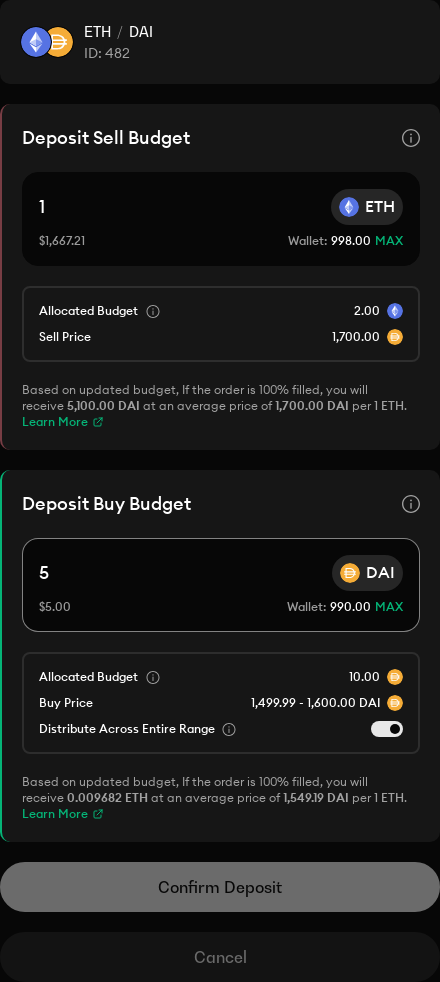 ETH / DAI
ID: 482
Deposit Sell Budget
1
ETH
$1,667.21
Wallet: 998.00 MAX
Allocated Budget
2.00
Sell Price
1,700.00
Based on updated budget, If the order is 100% filled, you will
receive 5,100.00 DAI at an average price of 1,700.00 DAI per 1 ETH.
Learn More
Deposit Buy Budget
5
DAI
$5.00
Wallet: 990.00 MAX
Allocated Budget
10.00
Buy Price
1,499.99 - 1,600.00 DAI
Distribute Across Entire Range
Based on updated budget, If the order is 100% filled, you will
receive 0.009682 ETH at an average price of 1,549.19 DAI per 1 ETH.
Learn More
Confirm Deposit
Cancel